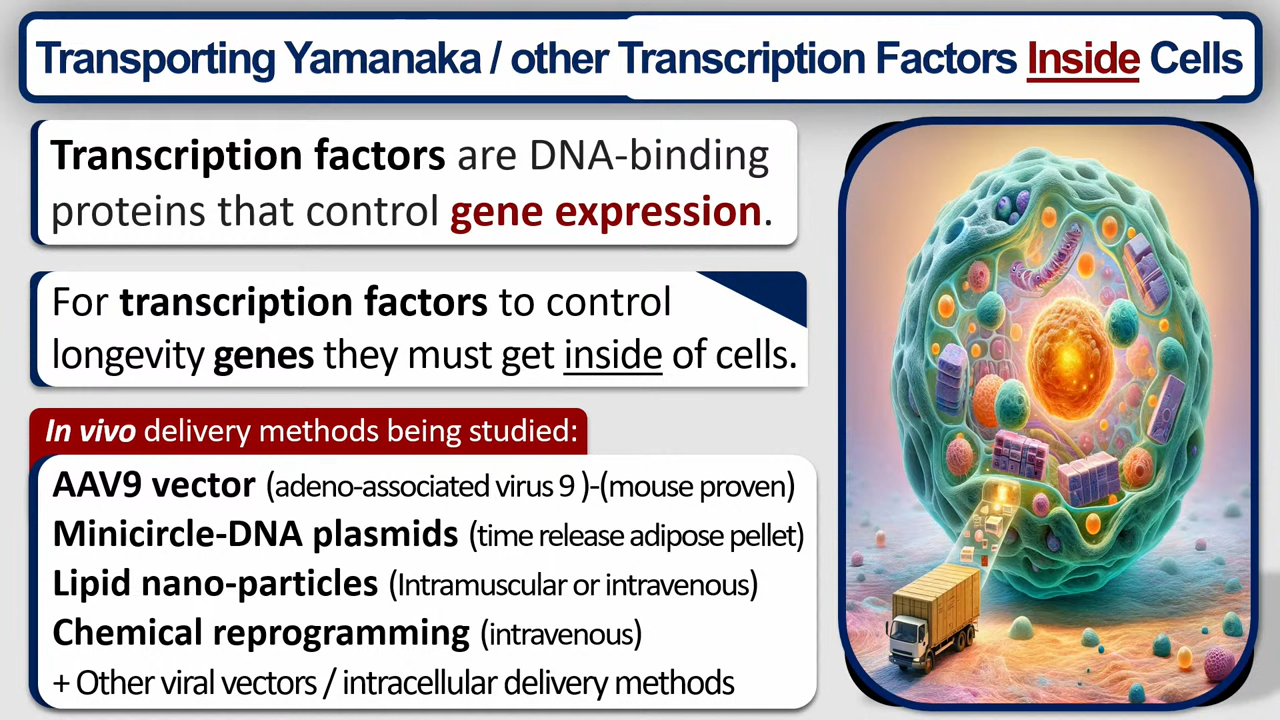 Transporting Yamanaka / other Transcription Factors Inside Cells
Transcription factors are DNA-binding
proteins that control gene expression.
For transcription factors to control
longevity genes they must get inside of cells.
In vivo delivery methods being studied:
AAV9 vector (adeno-associated virus 9 )-(mouse proven)
Minicircle-DNA plasmids (time release adipose pellet)
Lipid nano-particles (Intramuscular or intravenous)
Chemical reprogramming (intravenous)
+ Other viral vectors / intracellular delivery methods